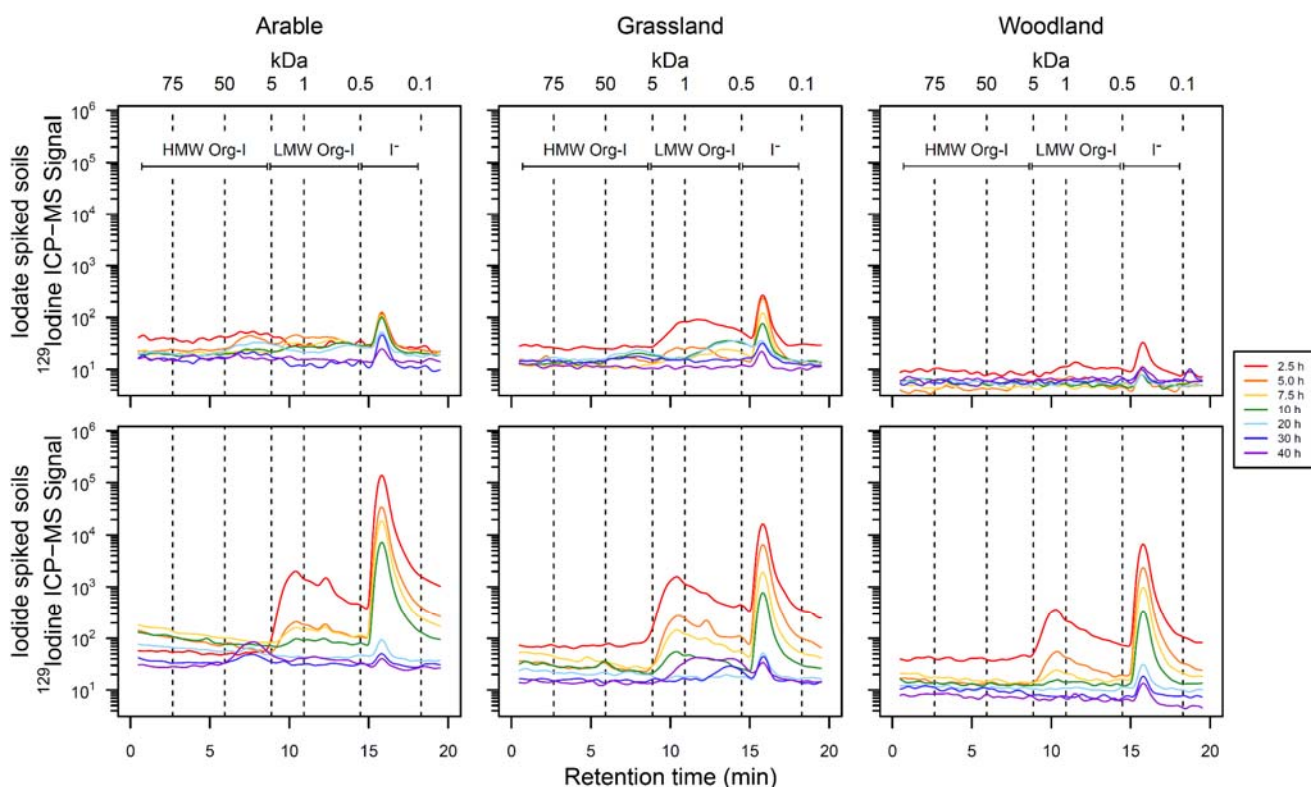 Arable Grassland Woodland
kDa kDa kDa
75 50 5 1 0.5 0.1 75 50 5 1 0.5 0.1 75 50 5 1 0.5 0.1
Iodate spiked soils
129Iodine ICP−MS Signal
10^6
10^5
10^4
10^3
10^2
10^1
HMW Org-I LMW Org-I I⁻ HMW Org-I LMW Org-I I⁻ HMW Org-I LMW Org-I I⁻
2.5 h
5.0 h
7.5 h
10 h
20 h
30 h
40 h
Iodide spiked soils
129Iodine ICP−MS Signal
10^6
10^5
10^4
10^3
10^2
10^1
0 5 10 15 20 0 5 10 15 20 0 5 10 15 20
Retention time (min)